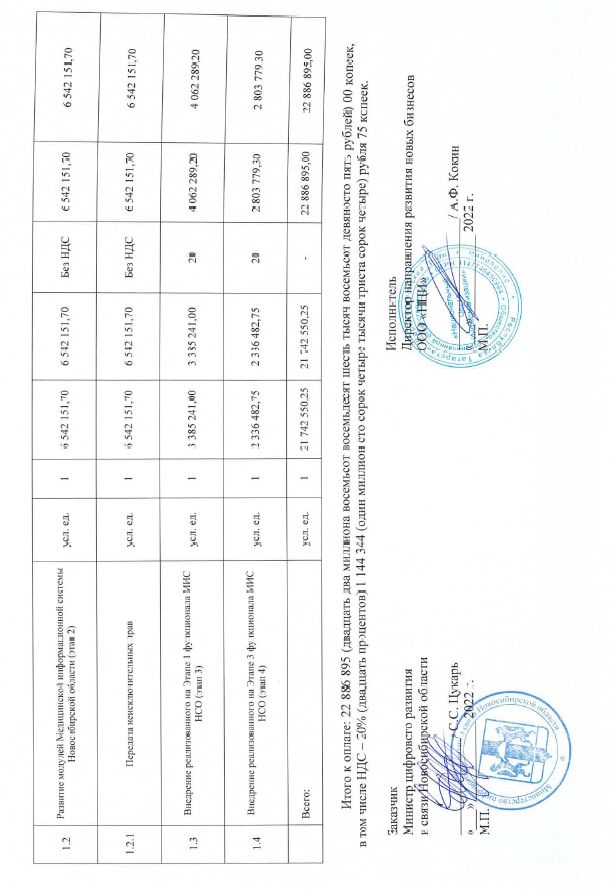 1.2 Развитие модулей Медицинской информационной системы усл. ед. 1 6 542 151,70 6 542 151,70 Без НДС 6 542 151,70 6 542 151,70
Новосибирской области (этап 2)
1.2.1 Передача неисключительных прав усл. ед. 1 6 542 151,70 6 542 151,70 Без НДС 6 542 151,70 6 542 151,70
1.3 Внедрение реализованного на Этапе 1 функционала МИС усл. ед. 1 3 385 241,00 3 385 241,00 20 4 062 289,20 4 062 289,20
НСО (этап 3)
1.4 Внедрение реализованного на Этапе 3 функционала МИС усл. ед. 1 2 336 482,75 2 336 482,75 20 2 803 779,30 2 803 779,30
НСО (этап 4)
Всего: усл. ед. 1 21 742 550,25 21 742 550,25 - 22 886 895,00 22 886 895,00
Итого к оплате: 22 886 895 (двадцать два миллиона восемьсот восемьдесят шесть тысяч восемьсот девяносто пять рублей) 00 копеек,
в том числе НДС – 20% (двадцать процентов) 1 144 344 (один миллион сто сорок четыре тысячи триста сорок четыре) рубля 75 копеек.
Заказчик
Министр цифрового развития
и связи Новосибирской области
С.С. Цукарь
« » 2022 г.
М.П.
Исполнитель
Директор направления развития новых бизнесов
ООО «НЦИ»
/ А.Ф. Кокин
« 2022 г.
М.П.